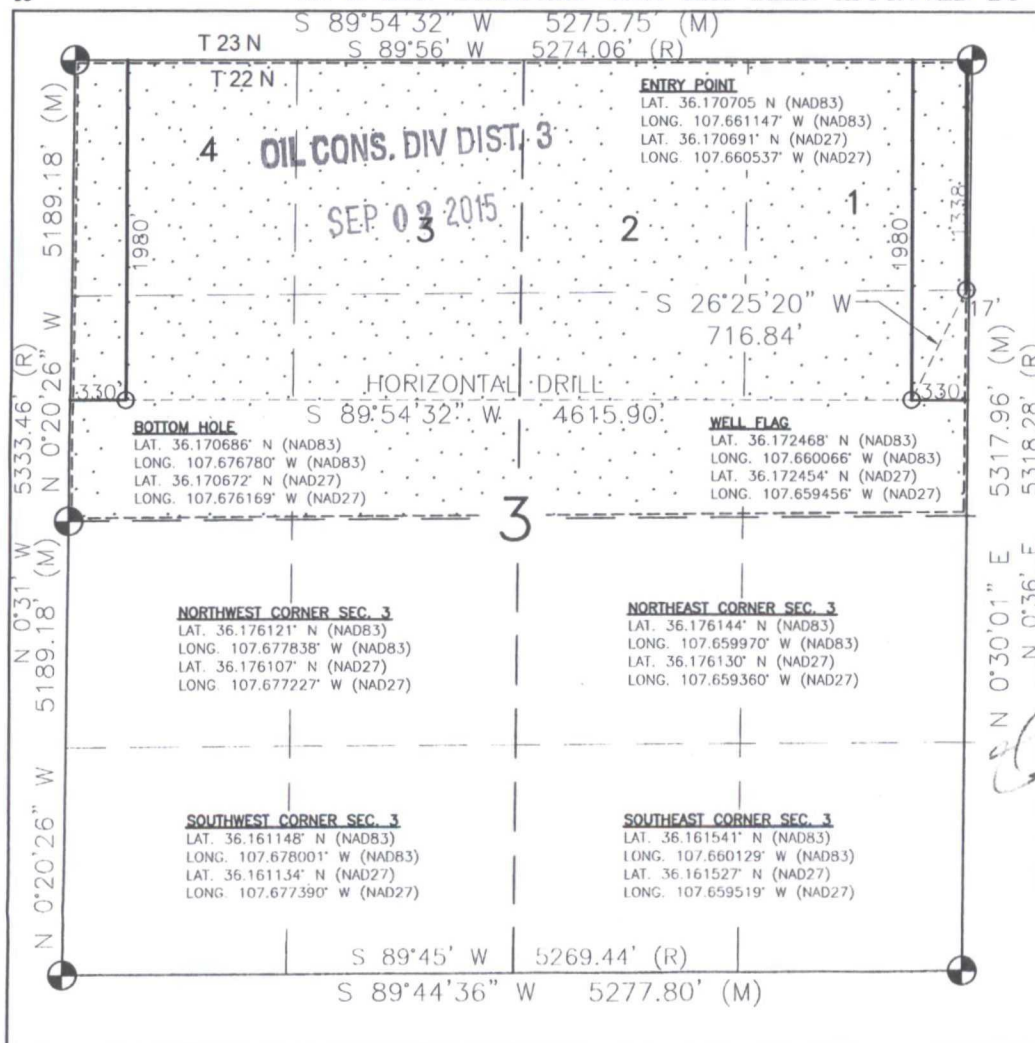 S 89°54'32" W 5275.75' (M)
S 89°56' W 5274.06' (R)
T 23 N
T 22 N
ENTRY POINT
LAT. 36.170705 N (NAD83)
LONG. 107.661147° W (NAD83)
LAT. 36.170691° N (NAD27)
LONG. 107.660537° W (NAD27)
4
OIL CONS. DIV DIST. 3
SEP 03 2015
3
2
1
1980'
1980'
1338'
17'
S 26°25'20" W
716.84'
330'
330'
HORIZONTAL DRILL
S 89°54'32" W 4615.90'
BOTTOM HOLE
LAT. 36.170686° N (NAD83)
LONG. 107.676780° W (NAD83)
LAT. 36.170672° N (NAD27)
LONG. 107.676169° W (NAD27)
WELL FLAG
LAT. 36.172468° N (NAD83)
LONG. 107.660066° W (NAD83)
LAT. 36.172454° N (NAD27)
LONG. 107.659456° W (NAD27)
3
NORTHWEST CORNER SEC. 3
LAT. 36.176121° N (NAD83)
LONG. 107.677838° W (NAD83)
LAT. 36.176107° N (NAD27)
LONG. 107.677227° W (NAD27)
NORTHEAST CORNER SEC. 3
LAT. 36.176144° N (NAD83)
LONG. 107.659970° W (NAD83)
LAT. 36.176130° N (NAD27)
LONG. 107.659360° W (NAD27)
SOUTHWEST CORNER SEC. 3
LAT. 36.161148° N (NAD83)
LONG. 107.678001° W (NAD83)
LAT. 36.161134° N (NAD27)
LONG. 107.677390° W (NAD27)
SOUTHEAST CORNER SEC. 3
LAT. 36.161541° N (NAD83)
LONG. 107.660129° W (NAD83)
LAT. 36.161527° N (NAD27)
LONG. 107.659519° W (NAD27)
S 89°45' W 5269.44' (R)
S 89°44'36" W 5277.80' (M)
N 0°20'26" W 5189.18' (M)
N 0°31' W 5333.46' (R)
N 0°20'26" W 5189.18' (M)
N 0°30'01" E 5317.96' (M)
N 0°36' E 5318.28' (R)